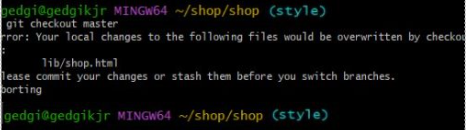 gedgi@gedgikjr MINGW64 ~/shop/shop (style)
git checkout master
rror: Your local changes to the following files would be overwritten by checkou
:
lib/shop.html
lease commit your changes or stash them before you switch branches.
borting
gedgi@gedgikjr MINGW64 ~/shop/shop (style)